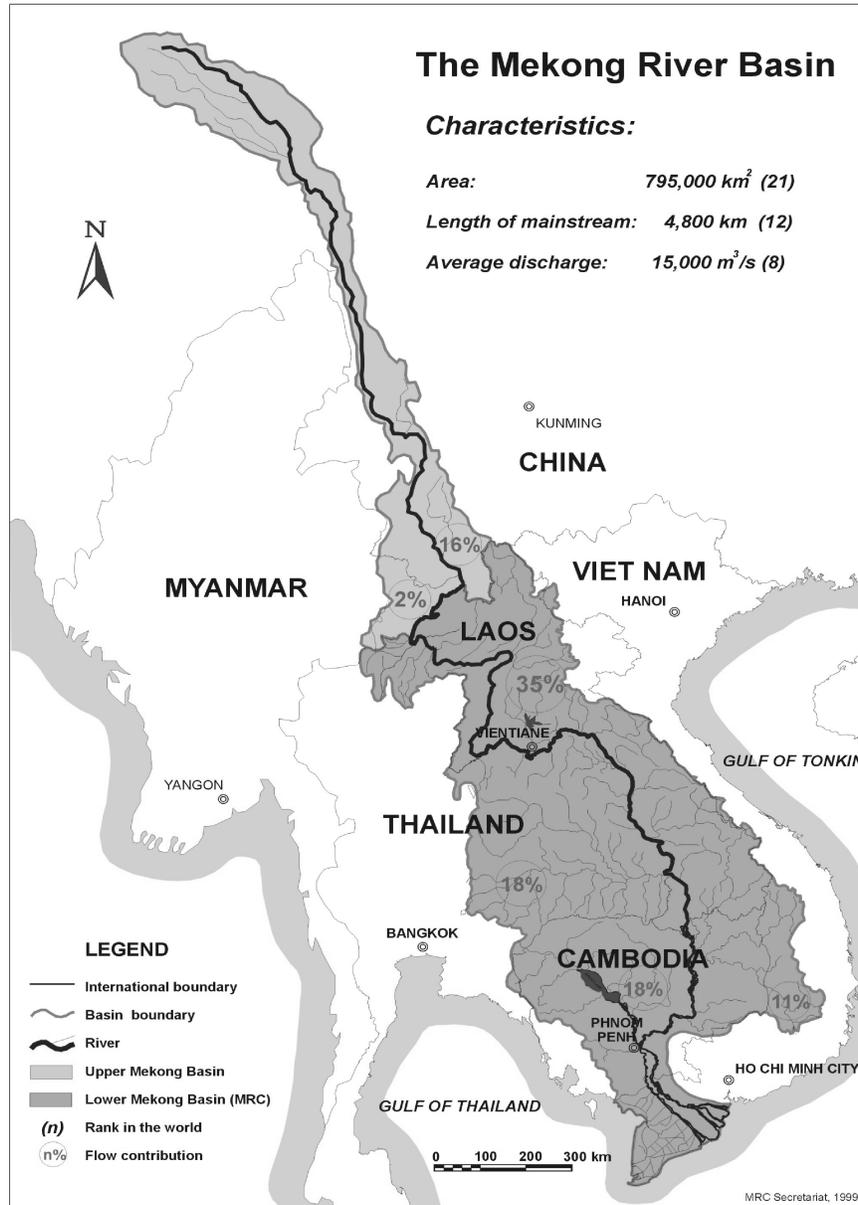 The Mekong River Basin
Characteristics:
Area: 795,000 km² (21)
Length of mainstream: 4,800 km (12)
Average discharge: 15,000 m³/s (8)
N
KUNMING
CHINA
16%
VIET NAM
MYANMAR
2%
HANOI
LAOS
35%
VIENTIANE
GULF OF TONKIN
YANGON
THAILAND
18%
BANGKOK
CAMBODIA
18%
11%
PHNOM
PENH
HO CHI MINH CITY
GULF OF THAILAND
LEGEND
International boundary
Basin boundary
River
Upper Mekong Basin
Lower Mekong Basin (MRC)
(n) Rank in the world
n% Flow contribution
0 100 200 300 km
MRC Secretariat, 1999